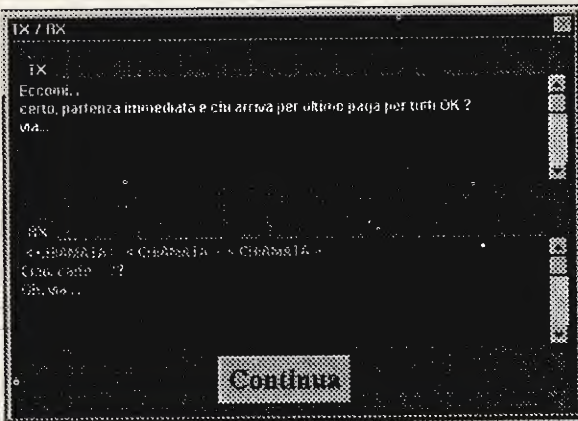 TX / RX
TX
Eccomi..
certo, partenza immediata e chi arriva per ultimo paga per tutti OK ?
via...
RX
<CHIAMATA> <CHIAMATA> <CHIAMATA>
Ciao, carlo
Ok, via...
Continua